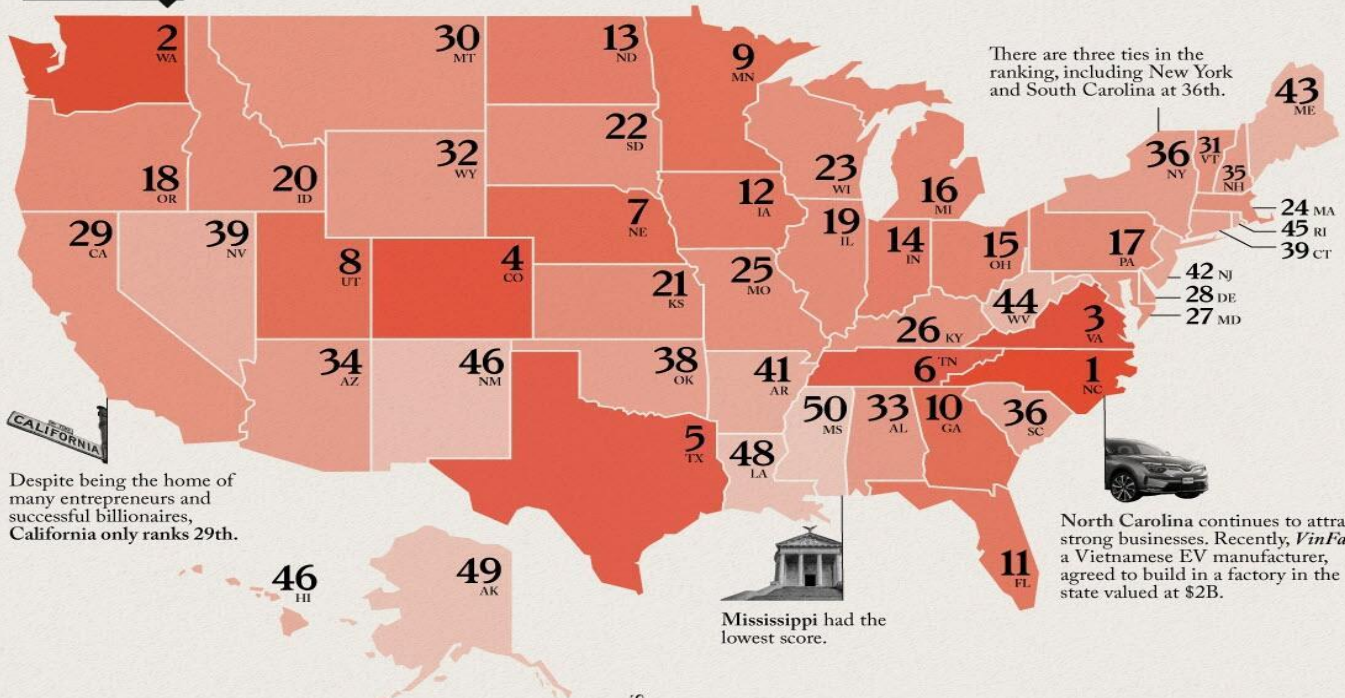 2
WA
30
MT
13
ND
9
MN
There are three ties in the
ranking, including New York
and South Carolina at 36th.
43
ME
18
OR
20
ID
32
WY
22
SD
23
WI
16
MI
36
NY
31
VT
35
NH
24 MA
45 RI
39 CT
29
CA
39
NV
8
UT
4
CO
7
NE
12
IA
19
IL
14
IN
15
OH
17
PA
42 NJ
28 DE
27 MD
21
KS
25
MO
26 KY
44
WV
3
VA
34
AZ
46
NM
38
OK
41
AR
6 TN
1
NC
5
TX
48
LA
50
MS
33
AL
10
GA
36
SC
CALIFORNIA
Despite being the home of
many entrepreneurs and
successful billionaires,
California only ranks 29th.
46
HI
49
AK
11
FL
Mississippi had the
lowest score.
North Carolina continues to attra
strong businesses. Recently, VinFa
a Vietnamese EV manufacturer,
agreed to build in a factory in the
state valued at $2B.